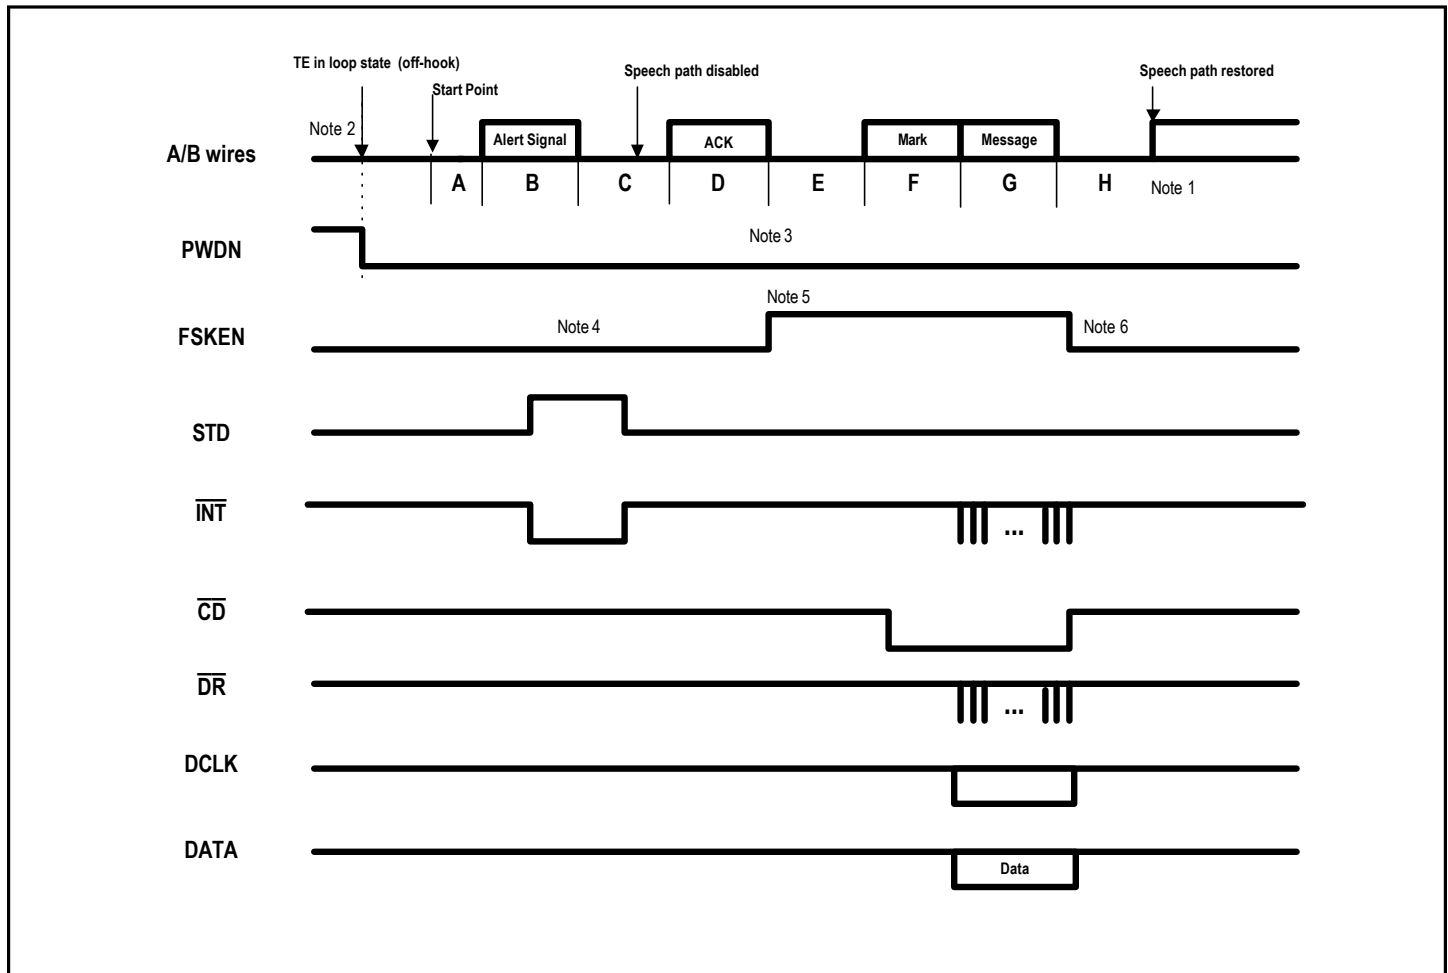 TE in loop state (off-hook)
Start Point
Speech path disabled
Speech path restored
Note 2
A/B wires
Alert Signal
ACK
Mark
Message
A B C D E F G H
Note 1
PWDN
Note 3
Note 5
FSKEN
Note 4
Note 6
STD
INT
...
CD
DR
...
DCLK
DATA
Data